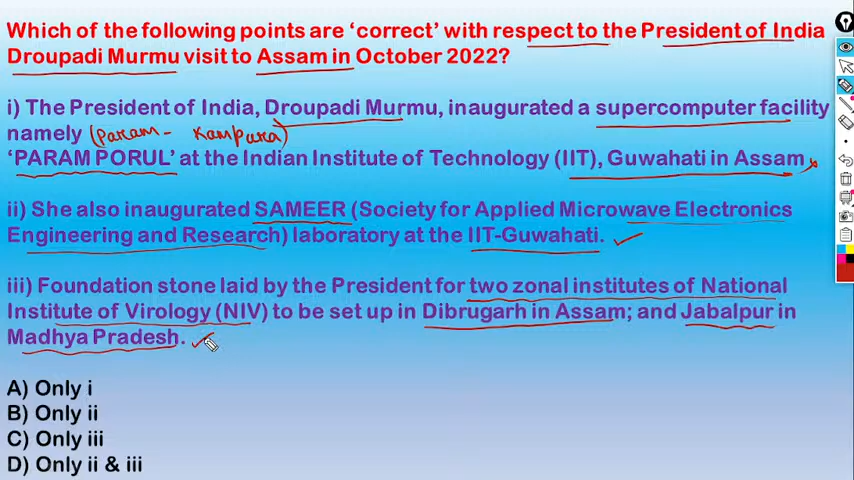 Which of the following points are ‘correct’ with respect to the President of India
Droupadi Murmu visit to Assam in October 2022?
i) The President of India, Droupadi Murmu, inaugurated a supercomputer facility
namely (Param - Kampura)
‘PARAM PORUL’ at the Indian Institute of Technology (IIT), Guwahati in Assam
ii) She also inaugurated SAMEER (Society for Applied Microwave Electronics
Engineering and Research) laboratory at the IIT-Guwahati.
iii) Foundation stone laid by the President for two zonal institutes of National
Institute of Virology (NIV) to be set up in Dibrugarh in Assam; and Jabalpur in
Madhya Pradesh.
A) Only i
B) Only ii
C) Only iii
D) Only ii & iii